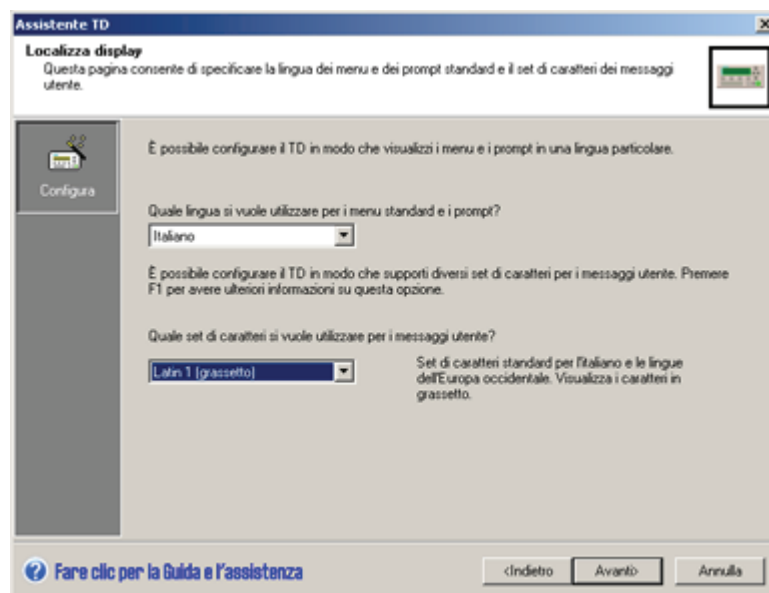 Assistente TD
Localizza display
Questa pagina consente di specificare la lingua dei menu e dei prompt standard e il set di caratteri dei messaggi
utente.
Configura
È possibile configurare il TD in modo che visualizzi i menu e i prompt in una lingua particolare.
Quale lingua si vuole utilizzare per i menu standard e i prompt?
Italiano
È possibile configurare il TD in modo che supporti diversi set di caratteri per i messaggi utente. Premere
F1 per avere ulteriori informazioni su questa opzione.
Quale set di caratteri si vuole utilizzare per i messaggi utente?
Latin 1 (grassetto)
Set di caratteri standard per l'italiano e le lingue
dell'Europa occidentale. Visualizza i caratteri in
grassetto.
Fare clic per la Guida e l'assistenza
<Indietro
Avanti>
Annulla